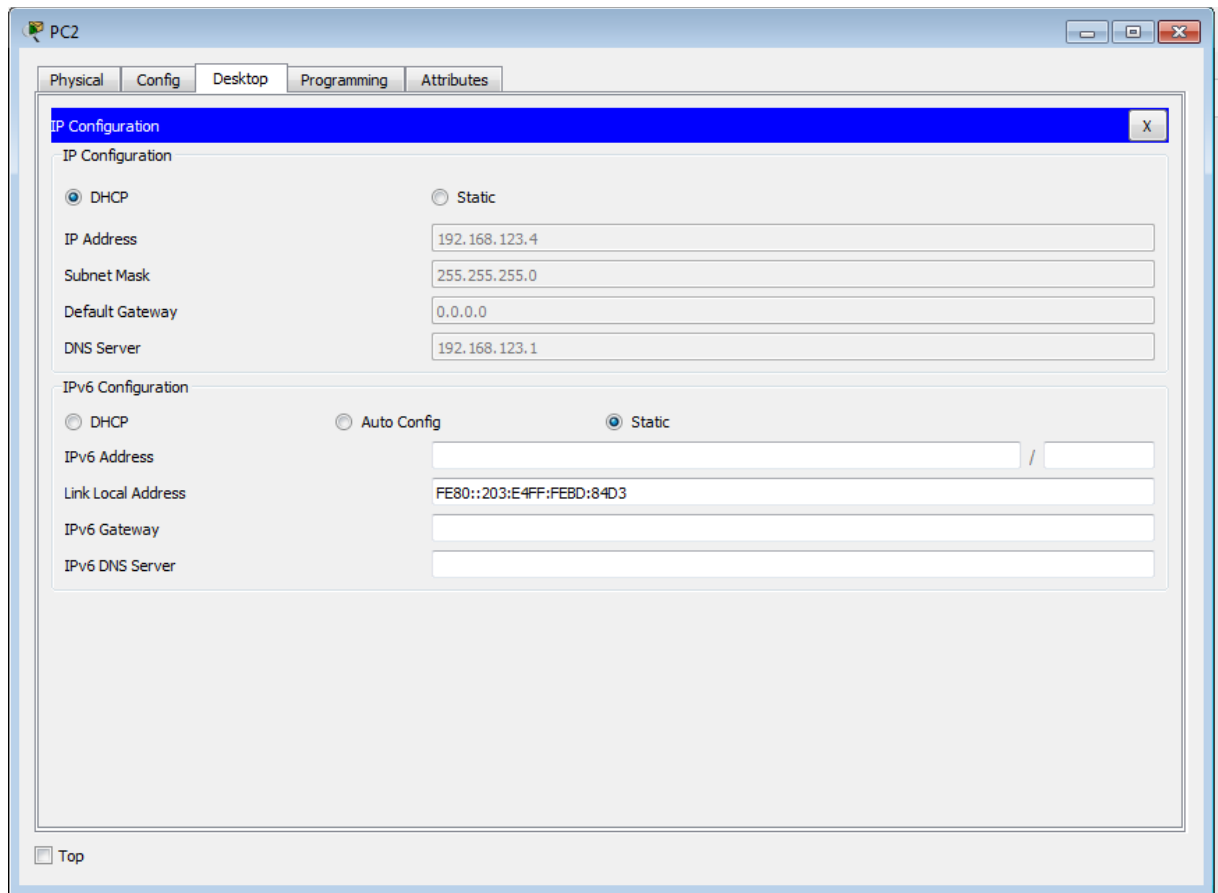 PC2
Physical Config Desktop Programming Attributes
IP Configuration X
IP Configuration
DHCP Static
IP Address 192.168.123.4
Subnet Mask 255.255.255.0
Default Gateway 0.0.0.0
DNS Server 192.168.123.1
IPv6 Configuration
DHCP Auto Config Static
IPv6 Address /
Link Local Address FE80::203:E4FF:FEBD:84D3
IPv6 Gateway
IPv6 DNS Server
Top